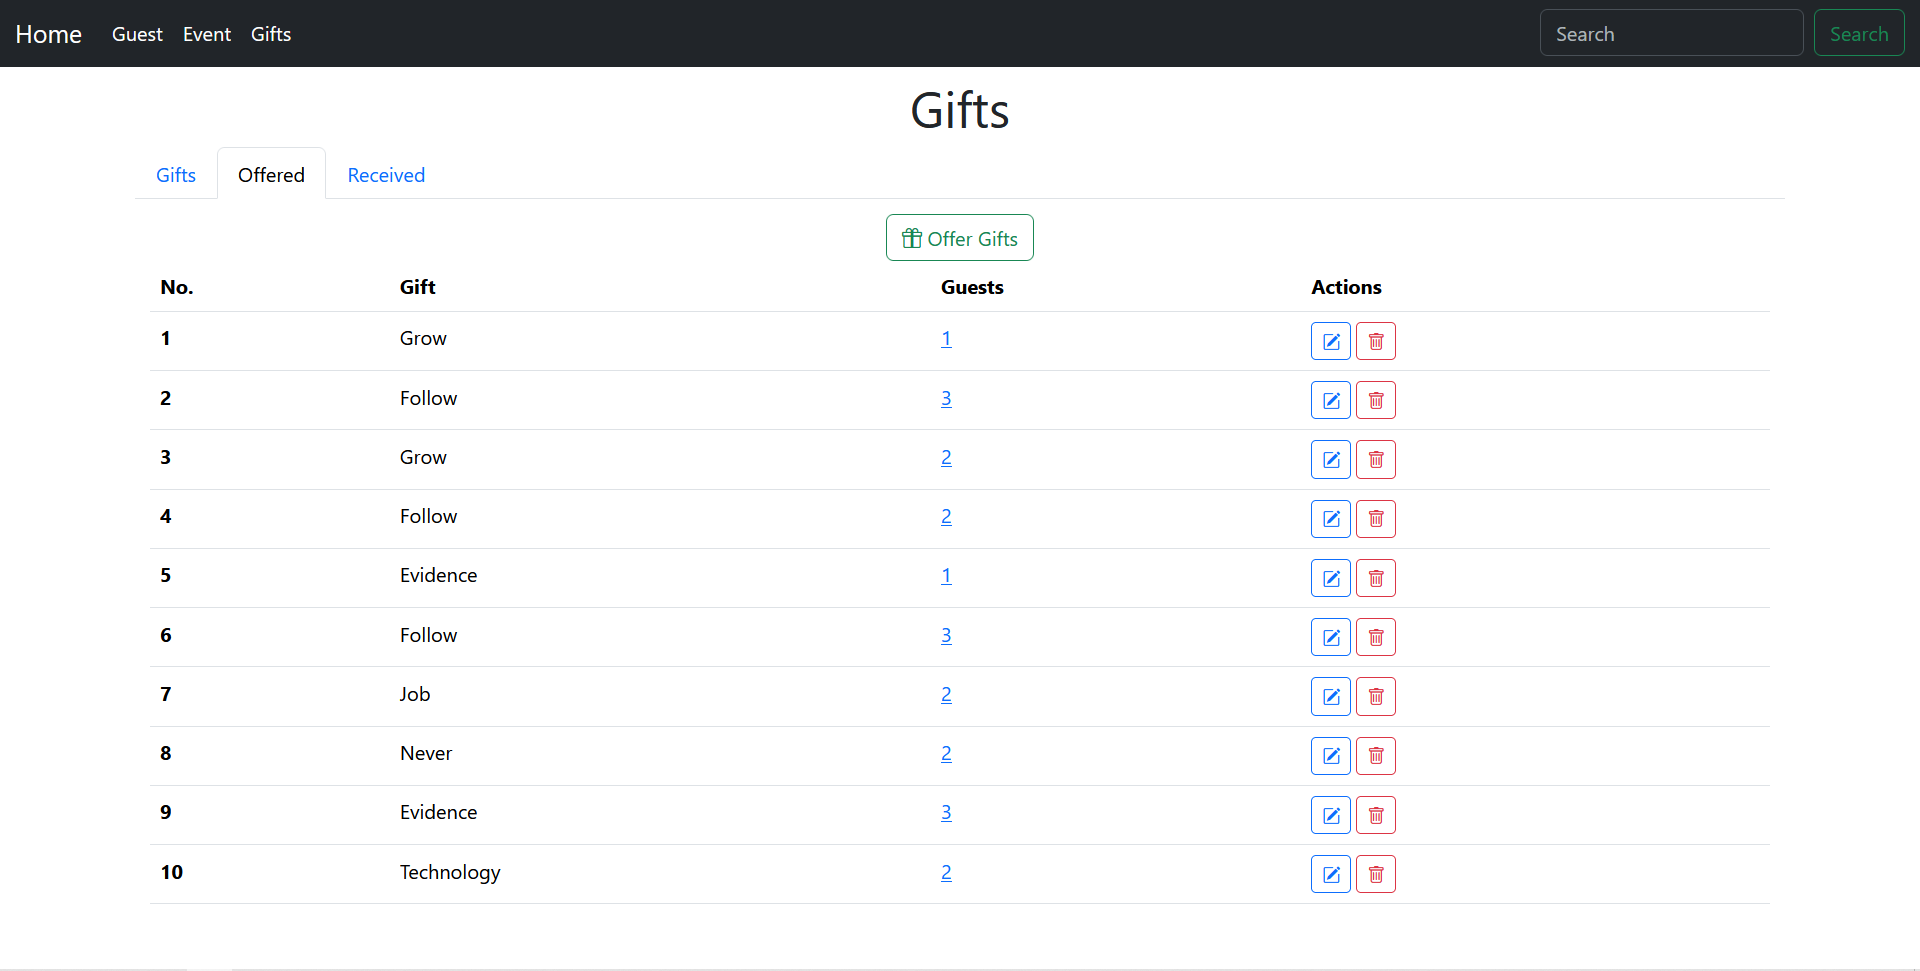 Home Guest Event Gifts Search Search
Gifts
Gifts Offered Received
Offer Gifts
No. Gift Guests Actions
1 Grow 1
2 Follow 3
3 Grow 2
4 Follow 2
5 Evidence 1
6 Follow 3
7 Job 2
8 Never 2
9 Evidence 3
10 Technology 2